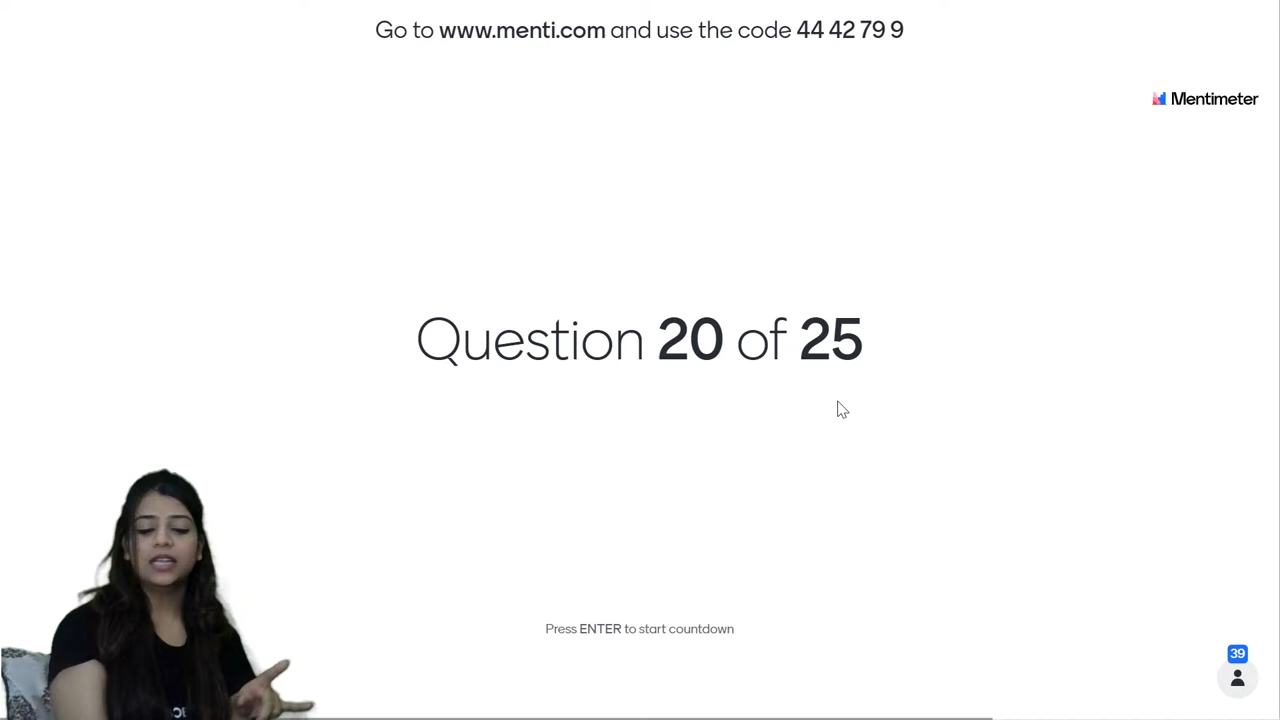 Go to www.menti.com and use the code 44 42 79 9
Mentimeter
Question 20 of 25
Press ENTER to start countdown
39